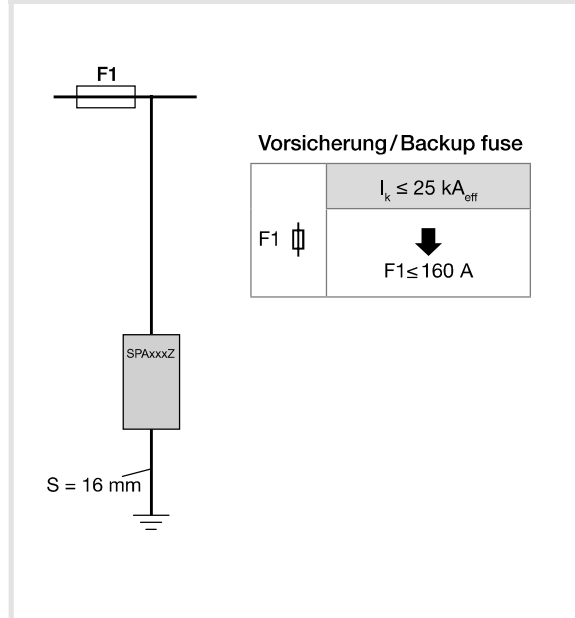 F1
Vorsicherung/Backup fuse
Ik ≤ 25 kAeff
F1
F1≤160 A
SPAxxxZ
S = 16 mm